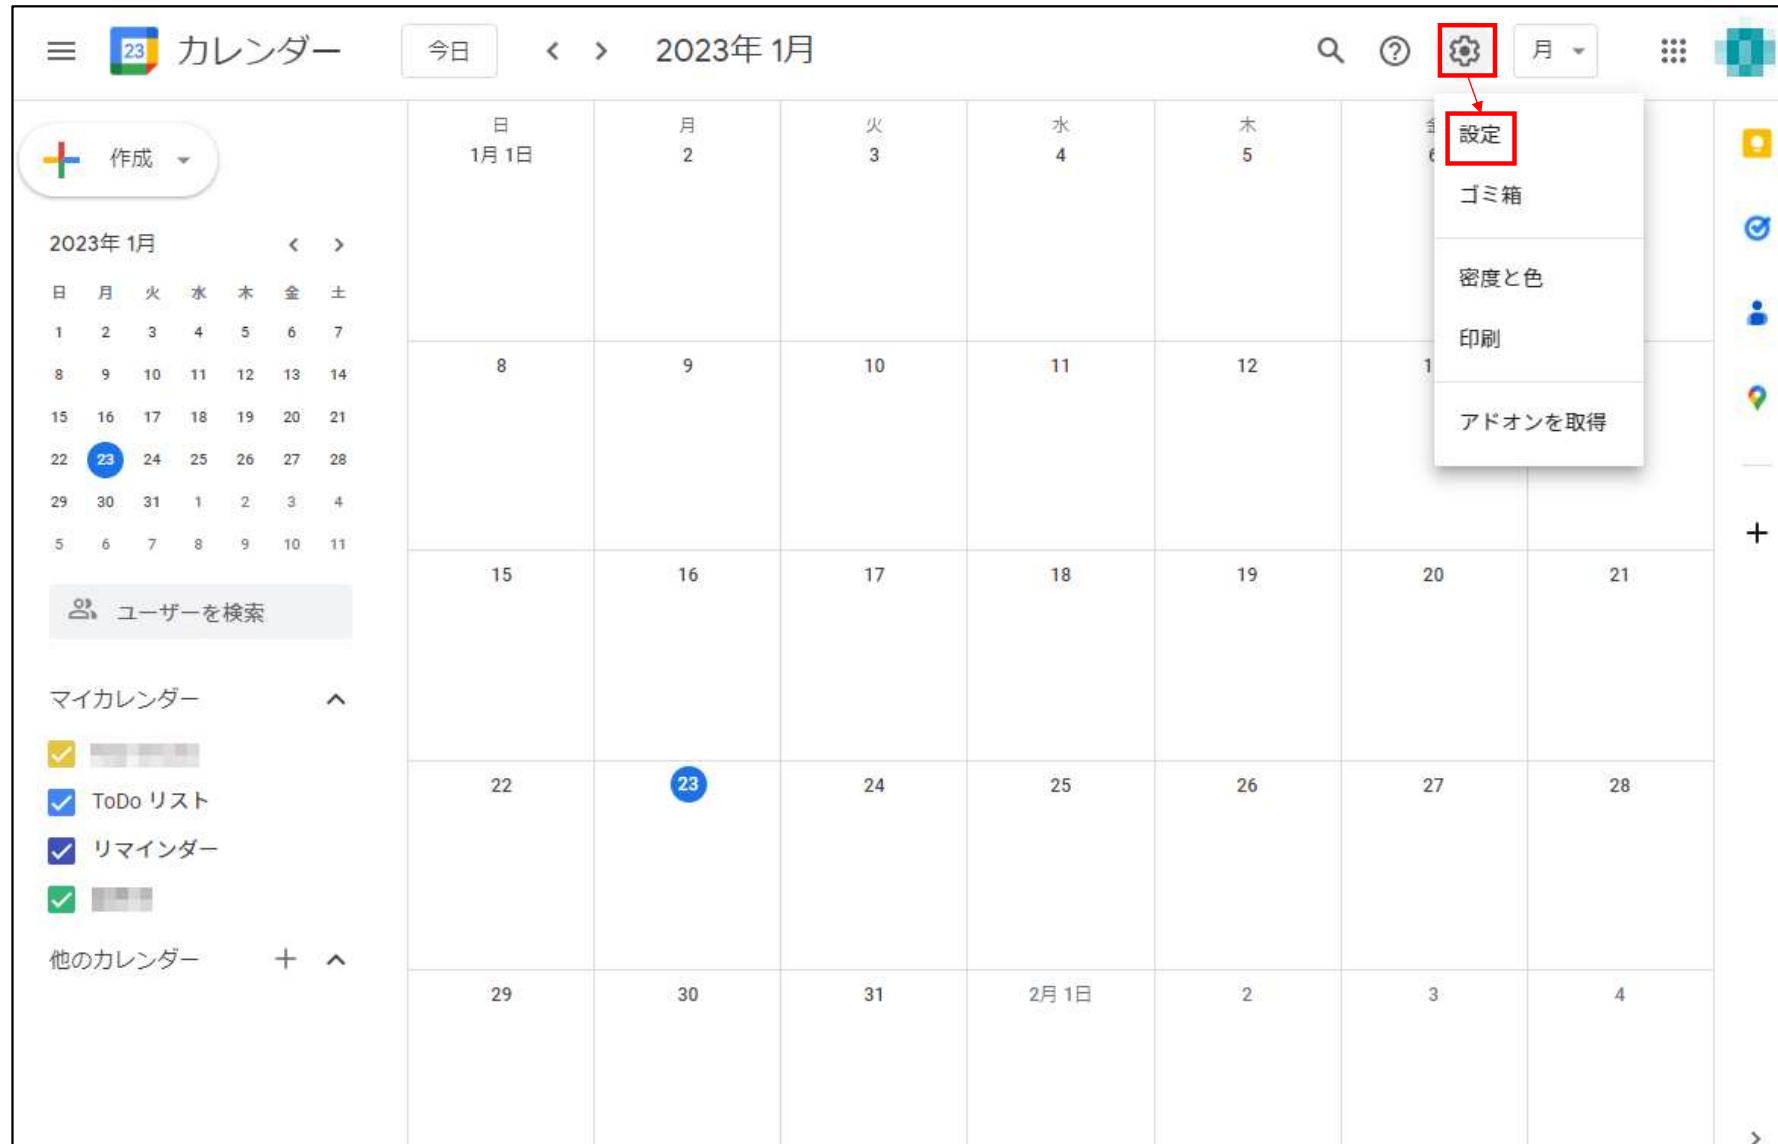 23 カレンダー 今日 2023年 1月 月
設定
ゴミ箱
密度と色
印刷
アドオンを取得
作成
2023年 1月
日 月 火 水 木 金 土
1 2 3 4 5 6 7
8 9 10 11 12 13 14
15 16 17 18 19 20 21
22 23 24 25 26 27 28
29 30 31 1 2 3 4
5 6 7 8 9 10 11
ユーザーを検索
マイカレンダー
ToDo リスト
リマインダー
他のカレンダー
日 月 火 水 木
1月 1日 2 3 4 5
8 9 10 11 12
15 16 17 18 19 20 21
22 23 24 25 26 27 28
29 30 31 2月 1日 2 3 4